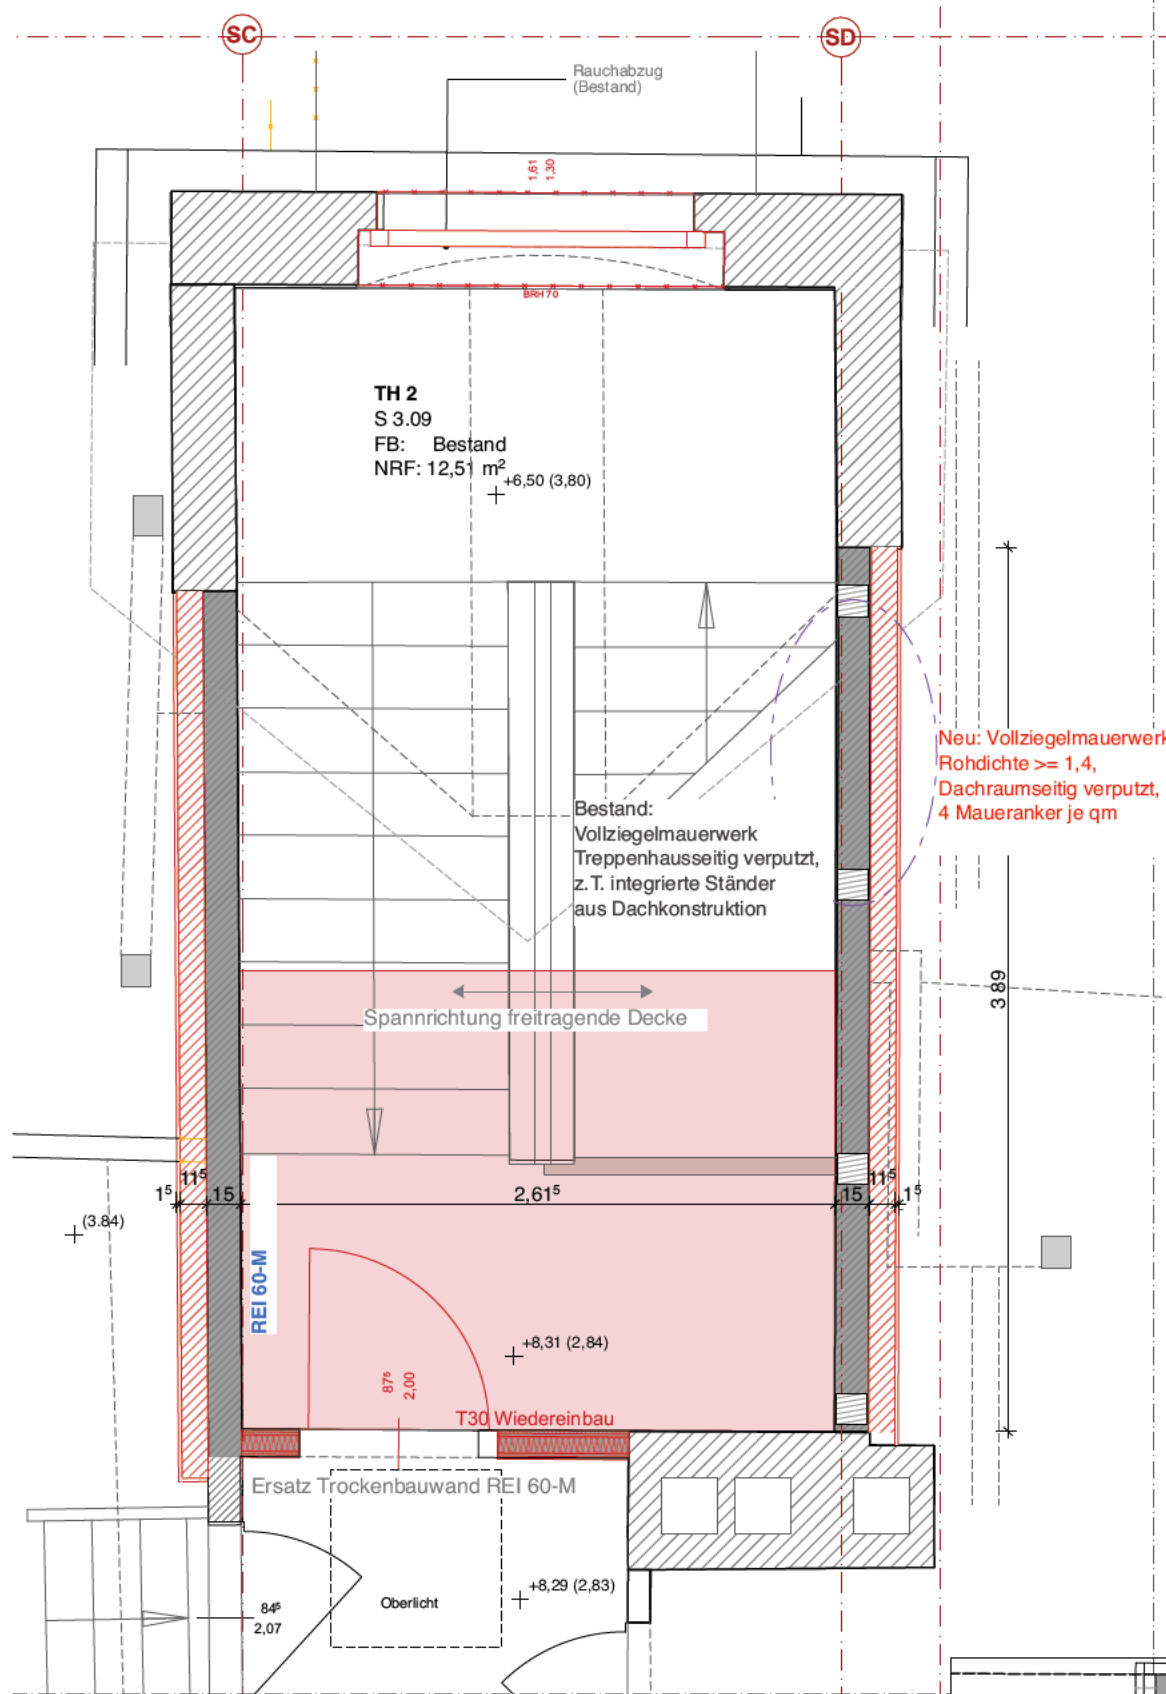 SC
SD
Rauchabzug
(Bestand)
1,61
1,30
BRH 70
TH 2
S 3.09
FB: Bestand
NRF: 12,51 m²
+6,50 (3,80)
Neu: Vollziegelmauerwerk
Rohdichte >= 1,4,
Dachraumseitig verputzt,
4 Maueranker je qm
Bestand:
Vollziegelmauerwerk
Treppenhausseitig verputzt,
z.T. integrierte Ständer
aus Dachkonstruktion
3 89
Spannrichtung freitragende Decke
1⁵ 11⁵ 15 2,61⁵ 15 11⁵ 1⁵
(3.84)
REI 60-M
+8,31 (2,84)
87⁵
2,00
T30 Wiedereinbau
Ersatz Trockenbauwand REI 60-M
+8,29 (2,83)
Oberlicht
84⁵
2,07